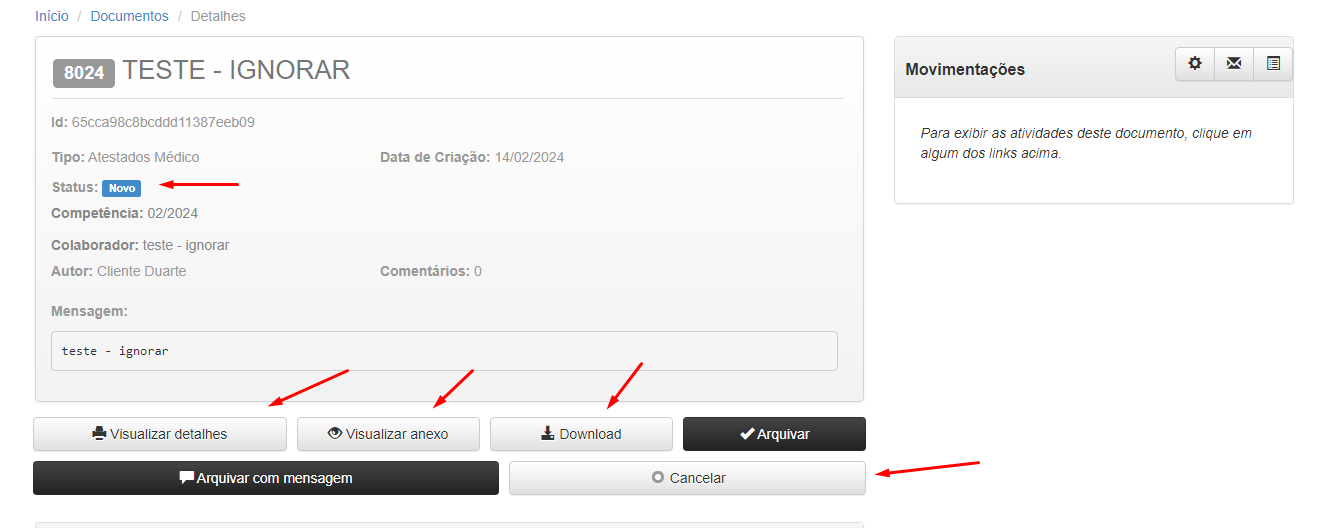 Início / Documentos / Detalhes
8024 TESTE - IGNORAR
Id: 65cca98c8bcddd11387eeb09
Tipo: Atestados Médico
Data de Criação: 14/02/2024
Status: Novo
Competência: 02/2024
Colaborador: teste - ignorar
Autor: Cliente Duarte
Comentários: 0
Mensagem:
teste - ignorar
Visualizar detalhes
Visualizar anexo
Download
Arquivar
Arquivar com mensagem
Cancelar
Movimentações
Para exibir as atividades deste documento, clique em
algum dos links acima.